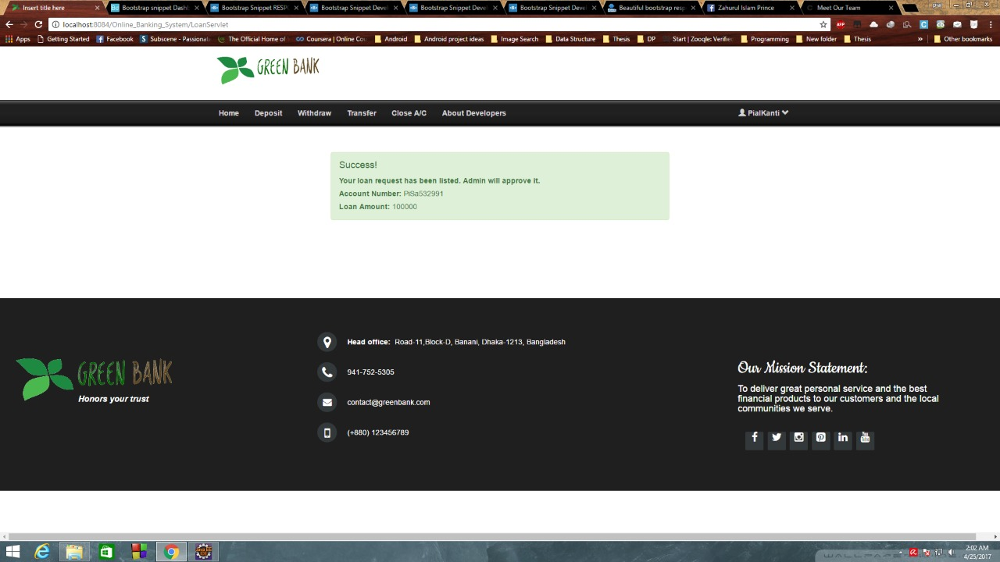 Insert title here
Bootstrap snippet Dash
Bootstrap Snippet RESP
Bootstrap Snippet Devel
Bootstrap Snippet Devel
Bootstrap Snippet Devel
Beautiful bootstrap resp
Zahurul Islam Prince
Meet Our Team
Pial
localhost:8084/Online_Banking_System/LoanServlet
Apps
Getting Started
Facebook
Subscene - Passionat
The Official Home of
Coursera | Online Cou
Android
Android project ideas
Image Search
Data Structure
Thesis
DP
Start | Zooqle: Verifie
Programming
New folder
Thesis
»
Other bookmarks
GREEN BANK
Home Deposit Withdraw Transfer Close A/C About Developers PialKanti
Success!
Your loan request has been listed. Admin will approve it.
Account Number: PiSa532991
Loan Amount: 100000
GREEN BANK
Honors your trust
Head office: Road-11,Block-D, Banani, Dhaka-1213, Bangladesh
941-752-5305
contact@greenbank.com
(+880) 123456789
Our Mission Statement:
To deliver great personal service and the best
financial products to our customers and the local
communities we serve.
2:02 AM
4/25/2017